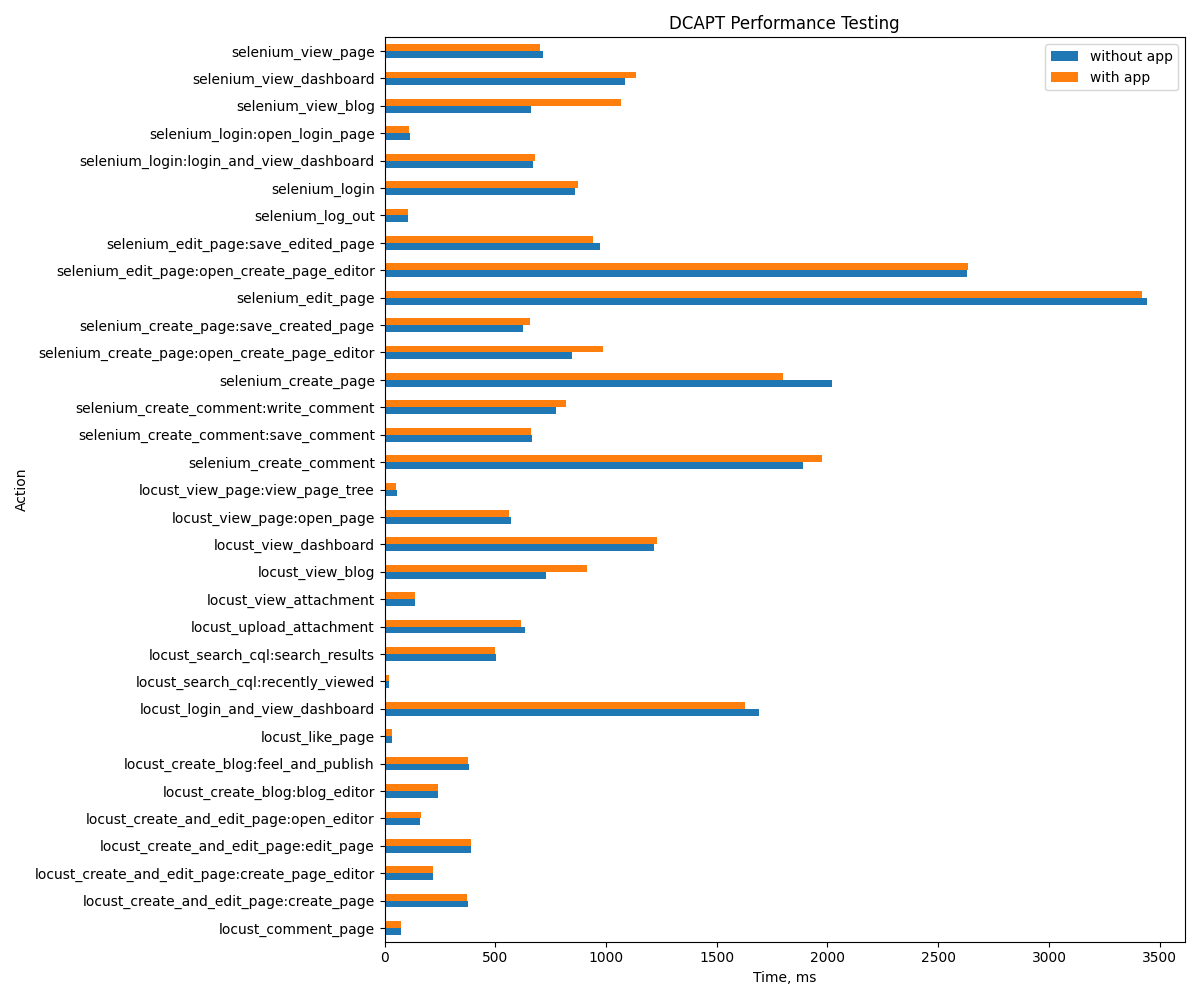 DCAPT Performance Testing
without app
with app
selenium_view_page
selenium_view_dashboard
selenium_view_blog
selenium_login:open_login_page
selenium_login:login_and_view_dashboard
selenium_login
selenium_log_out
selenium_edit_page:save_edited_page
selenium_edit_page:open_create_page_editor
selenium_edit_page
selenium_create_page:save_created_page
selenium_create_page:open_create_page_editor
selenium_create_page
selenium_create_comment:write_comment
selenium_create_comment:save_comment
selenium_create_comment
locust_view_page:view_page_tree
locust_view_page:open_page
locust_view_dashboard
locust_view_blog
locust_view_attachment
locust_upload_attachment
locust_search_cql:search_results
locust_search_cql:recently_viewed
locust_login_and_view_dashboard
locust_like_page
locust_create_blog:feel_and_publish
locust_create_blog:blog_editor
locust_create_and_edit_page:open_editor
locust_create_and_edit_page:edit_page
locust_create_and_edit_page:create_page_editor
locust_create_and_edit_page:create_page
locust_comment_page
Action
0 500 1000 1500 2000 2500 3000 3500
Time, ms